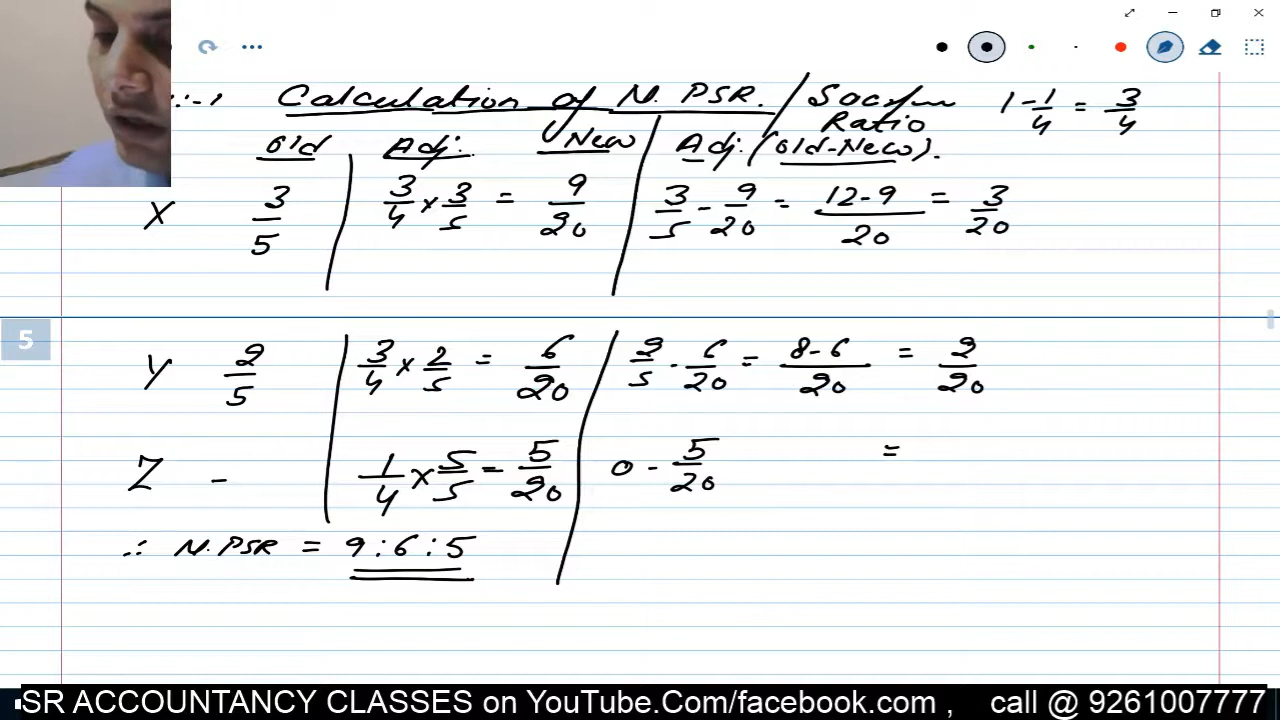 ∴-1 Calculation of N. PSR. / Sacrifice Ratio 1 - 1/4 = 3/4
Old Adj: New Adj: (Old-New).
X 3/5 3/4 × 3/5 = 9/20 3/5 - 9/20 = 12-9/20 = 3/20
5
Y 2/5 3/4 × 2/5 = 6/20 2/5 - 6/20 = 8-6/20 = 2/20
Z - 1/4 × 5/5 = 5/20 0 - 5/20 =
∴ N.PSR = 9:6:5
SR ACCOUNTANCY CLASSES on YouTube.Com/facebook.com , call @ 9261007777